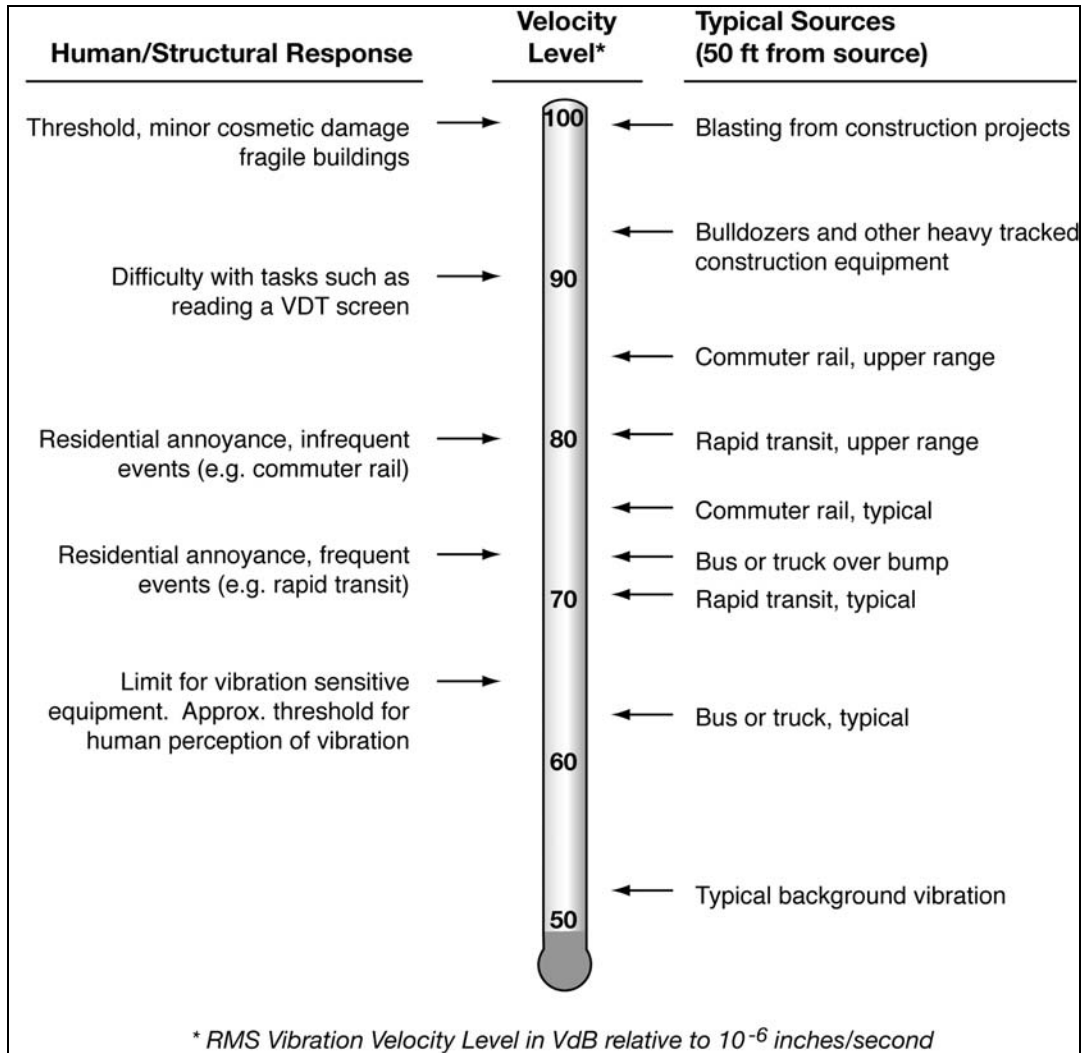 Human/Structural Response
Velocity
Level*
Typical Sources
(50 ft from source)
Threshold, minor cosmetic damage
fragile buildings
100
Blasting from construction projects
Bulldozers and other heavy tracked
construction equipment
Difficulty with tasks such as
reading a VDT screen
90
Commuter rail, upper range
Residential annoyance, infrequent
events (e.g. commuter rail)
80
Rapid transit, upper range
Commuter rail, typical
Residential annoyance, frequent
events (e.g. rapid transit)
Bus or truck over bump
70
Rapid transit, typical
Limit for vibration sensitive
equipment. Approx. threshold for
human perception of vibration
Bus or truck, typical
60
Typical background vibration
50
* RMS Vibration Velocity Level in VdB relative to 10⁻⁶ inches/second